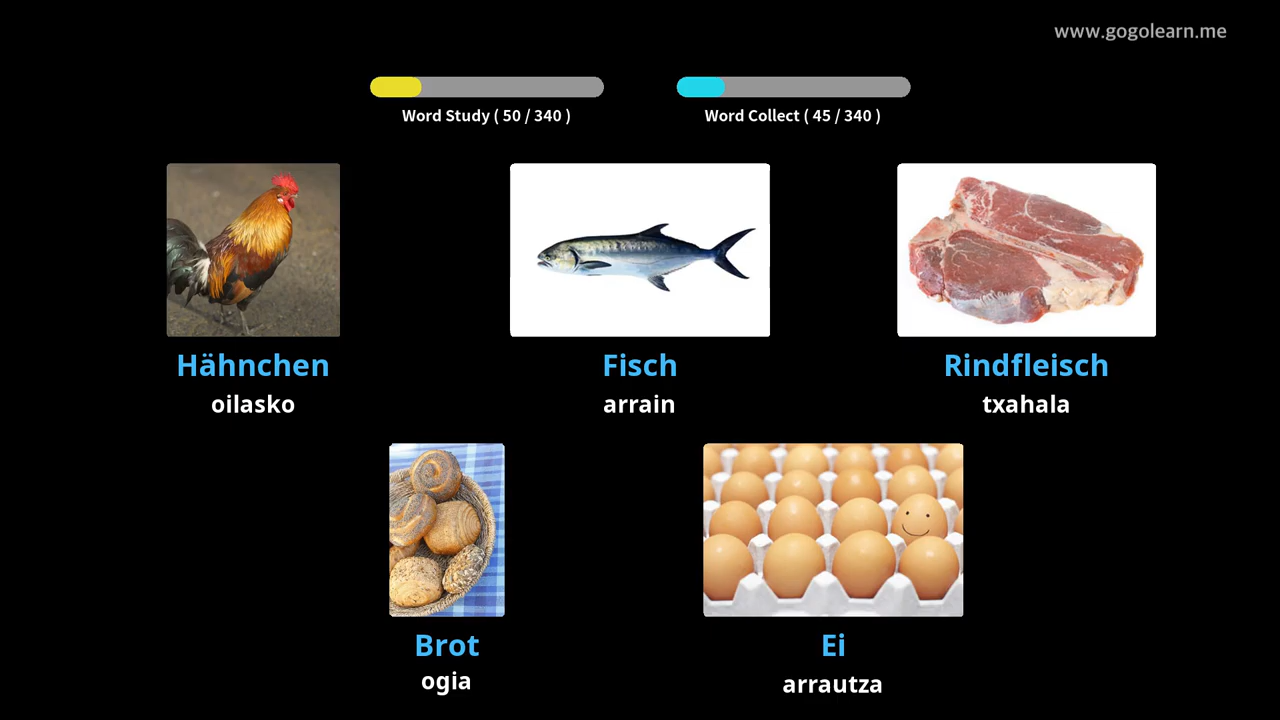 www.gogolearn.me
Word Study ( 50 / 340 )
Word Collect ( 45 / 340 )
Hähnchen
oilasko
Fisch
arrain
Rindfleisch
txahala
Brot
ogia
Ei
arrautza